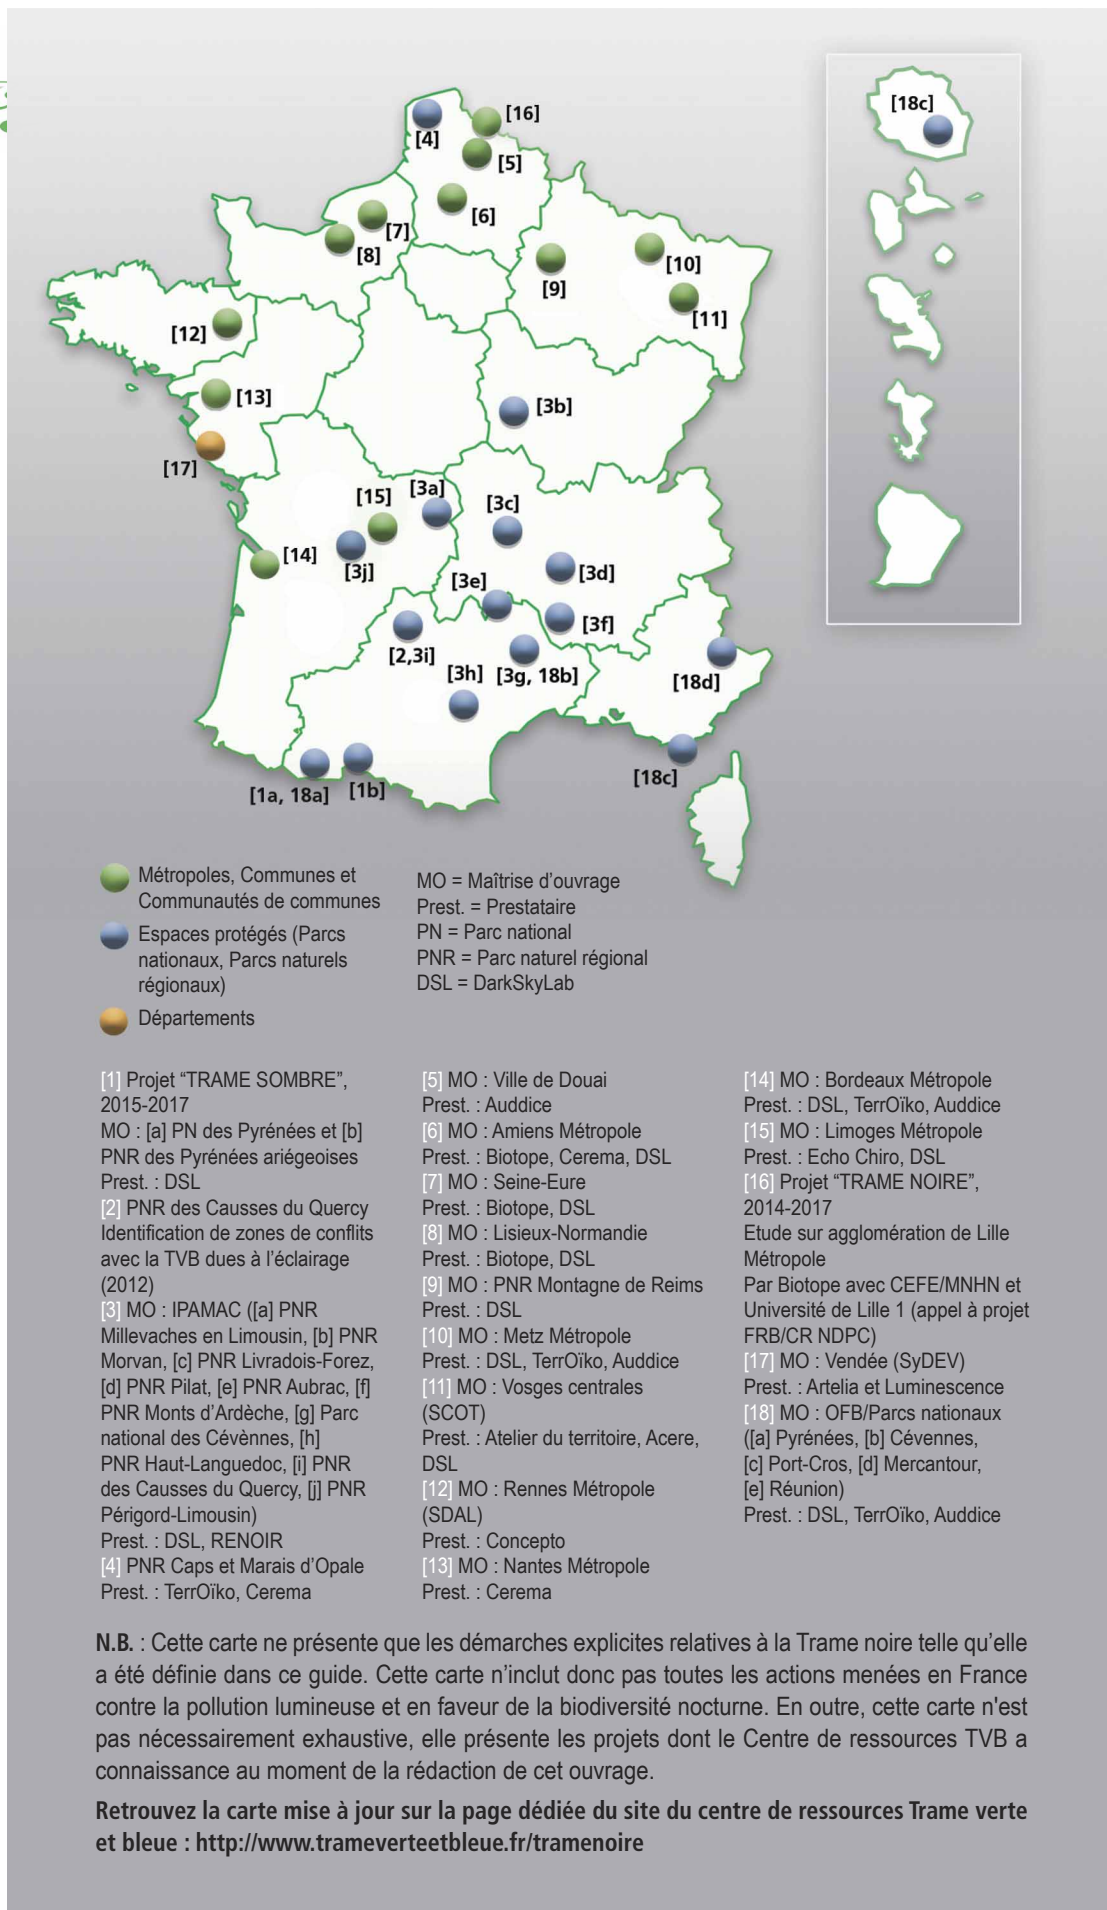 [18c]
[16]
[4]
[5]
[6]
[7]
[8]
[9]
[10]
[11]
[12]
[13]
[3b]
[17]
[15]
[3a]
[3c]
[14]
[3j]
[3e]
[3d]
[3f]
[2,3i]
[3h]
[3g, 18b]
[18d]
[18c]
[1a, 18a]
[1b]
Métropoles, Communes et
Communautés de communes
Espaces protégés (Parcs
nationaux, Parcs naturels
régionaux)
Départements
MO = Maîtrise d'ouvrage
Prest. = Prestataire
PN = Parc national
PNR = Parc naturel régional
DSL = DarkSkyLab
[1] Projet “TRAME SOMBRE”,
2015-2017
MO : [a] PN des Pyrénées et [b]
PNR des Pyrénées ariégeoises
Prest. : DSL
[2] PNR des Causses du Quercy
Identification de zones de conflits
avec la TVB dues à l'éclairage
(2012)
[3] MO : IPAMAC ([a] PNR
Millevaches en Limousin, [b] PNR
Morvan, [c] PNR Livradois-Forez,
[d] PNR Pilat, [e] PNR Aubrac, [f]
PNR Monts d'Ardèche, [g] Parc
national des Cévènnes, [h]
PNR Haut-Languedoc, [i] PNR
des Causses du Quercy, [j] PNR
Périgord-Limousin)
Prest. : DSL, RENOIR
[4] PNR Caps et Marais d'Opale
Prest. : TerrOïko, Cerema
[5] MO : Ville de Douai
Prest. : Auddice
[6] MO : Amiens Métropole
Prest. : Biotope, Cerema, DSL
[7] MO : Seine-Eure
Prest. : Biotope, DSL
[8] MO : Lisieux-Normandie
Prest. : Biotope, DSL
[9] MO : PNR Montagne de Reims
Prest. : DSL
[10] MO : Metz Métropole
Prest. : DSL, TerrOïko, Auddice
[11] MO : Vosges centrales
(SCOT)
Prest. : Atelier du territoire, Acere,
DSL
[12] MO : Rennes Métropole
(SDAL)
Prest. : Concepto
[13] MO : Nantes Métropole
Prest. : Cerema
[14] MO : Bordeaux Métropole
Prest. : DSL, TerrOïko, Auddice
[15] MO : Limoges Métropole
Prest. : Echo Chiro, DSL
[16] Projet “TRAME NOIRE”,
2014-2017
Etude sur agglomération de Lille
Métropole
Par Biotope avec CEFE/MNHN et
Université de Lille 1 (appel à projet
FRB/CR NDPC)
[17] MO : Vendée (SyDEV)
Prest. : Artelia et Luminescence
[18] MO : OFB/Parcs nationaux
([a] Pyrénées, [b] Cévennes,
[c] Port-Cros, [d] Mercantour,
[e] Réunion)
Prest. : DSL, TerrOïko, Auddice
N.B. : Cette carte ne présente que les démarches explicites relatives à la Trame noire telle qu'elle
a été définie dans ce guide. Cette carte n'inclut donc pas toutes les actions menées en France
contre la pollution lumineuse et en faveur de la biodiversité nocturne. En outre, cette carte n'est
pas nécessairement exhaustive, elle présente les projets dont le Centre de ressources TVB a
connaissance au moment de la rédaction de cet ouvrage.
Retrouvez la carte mise à jour sur la page dédiée du site du centre de ressources Trame verte
et bleue : http://www.trameverteetbleue.fr/tramenoire